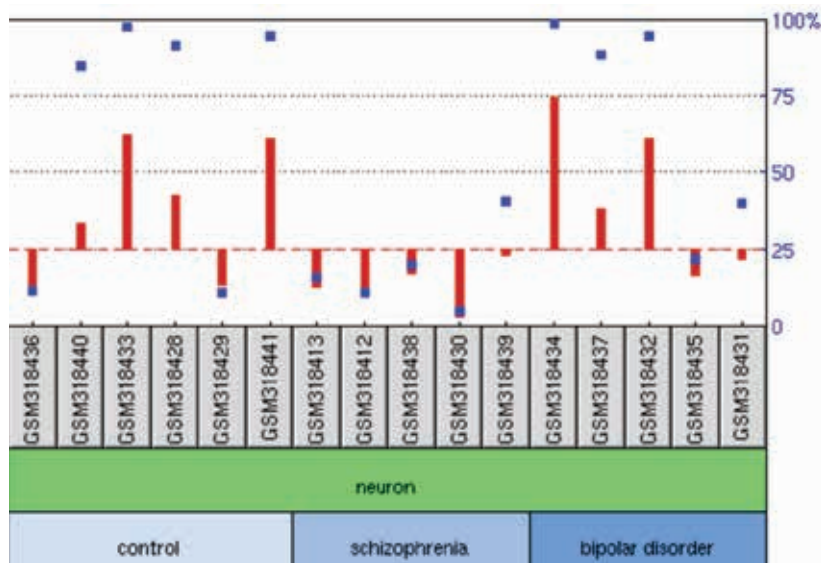 100%
75
50
25
0
GSM318436
GSM318440
GSM318433
GSM318428
GSM318429
GSM318441
GSM318413
GSM318412
GSM318438
GSM318430
GSM318439
GSM318434
GSM318437
GSM318432
GSM318435
GSM318431
neuron
control
schizophrenia
bipolar disorder